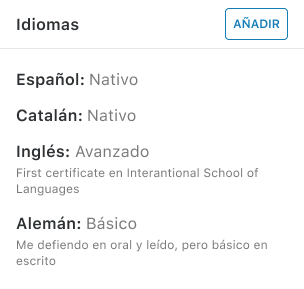 Idiomas
AÑADIR
Español: Nativo
Catalán: Nativo
Inglés: Avanzado
First certificate en Interantional School of
Languages
Alemán: Básico
Me defiendo en oral y leído, pero básico en
escrito